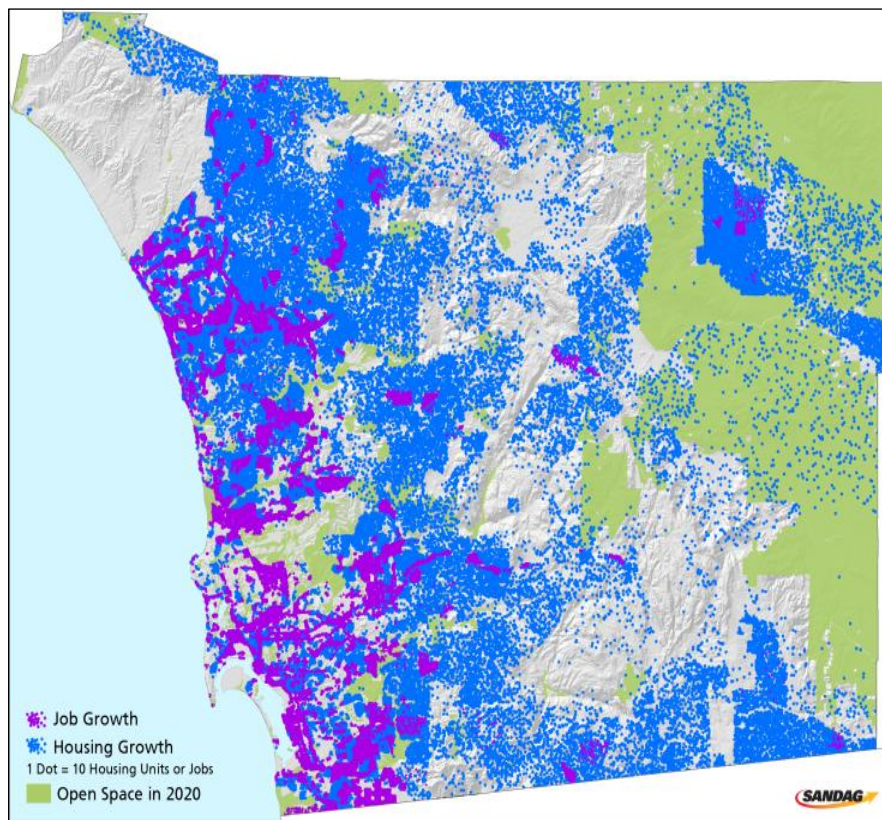 Job Growth
Housing Growth
1 Dot = 10 Housing Units or Jobs
Open Space in 2020
SANDAG